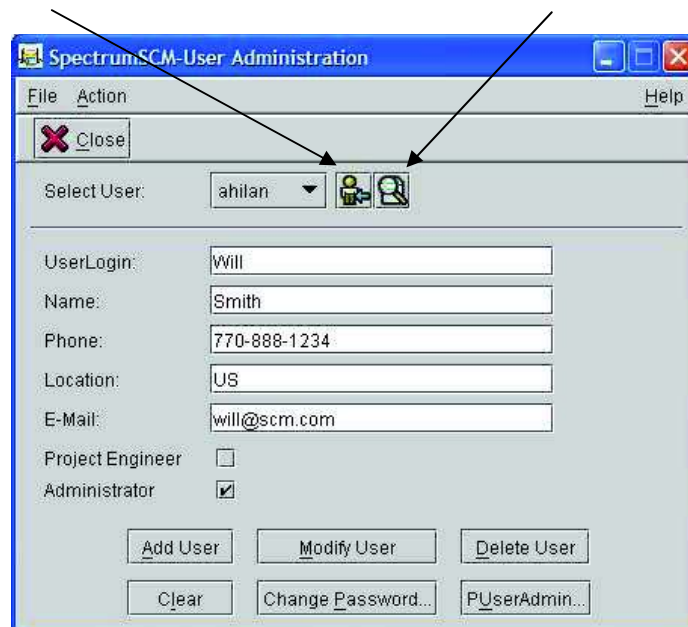 SpectrumSCM-User Administration
File Action Help
Close
Select User: ahilan
UserLogin: Will
Name: Smith
Phone: 770-888-1234
Location: US
E-Mail: will@scm.com
Project Engineer
Administrator
Add User Modify User Delete User
Clear Change Password... PUserAdmin...